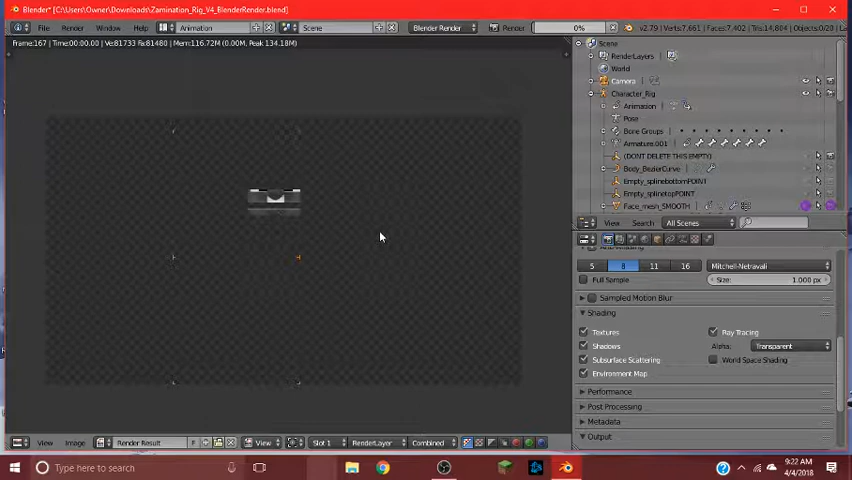 Blender* [C:\Users\Owner\Downloads\Zamination_Rig_V4_BlenderRender.blend]
File Render Window Help Animation Scene Blender Render Render 0% v2.79 | Verts:7,661 | Faces:7,402 | Tris:14,804 | Objects:0/20
Frame:167 | Time:00:00.00 | Ve:81733 Fa:81480 | Mem:116.72M (0.00M, Peak 134.18M)
Scene
RenderLayers
World
Camera
Character_Rig
Animation
Pose
Bone Groups
Armature.001
(DONT DELETE THIS EMPTY)
Body_BezierCurve
Empty_splinebottomPOINT
Empty_splinetopPOINT
Face_mesh_SMOOTH
View Search All Scenes
5 8 11 16 Mitchell-Netravali
Full Sample Size: 1.000 px
Sampled Motion Blur
Shading
Textures Ray Tracing
Shadows Alpha: Transparent
Subsurface Scattering World Space Shading
Environment Map
Performance
Post Processing
Metadata
Output
View Image Render Result F View Slot 1 RenderLayer Combined
Type here to search
9:22 AM
4/4/2018